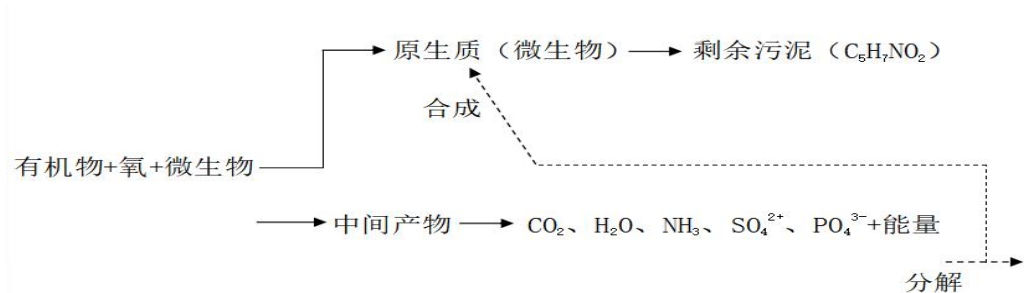 原生质（微生物） 剩余污泥（C₅H₇NO₂）
合成
有机物+氧+微生物
中间产物 CO₂、H₂O、NH₃、SO₄²⁺、PO₄³⁻+能量
分解